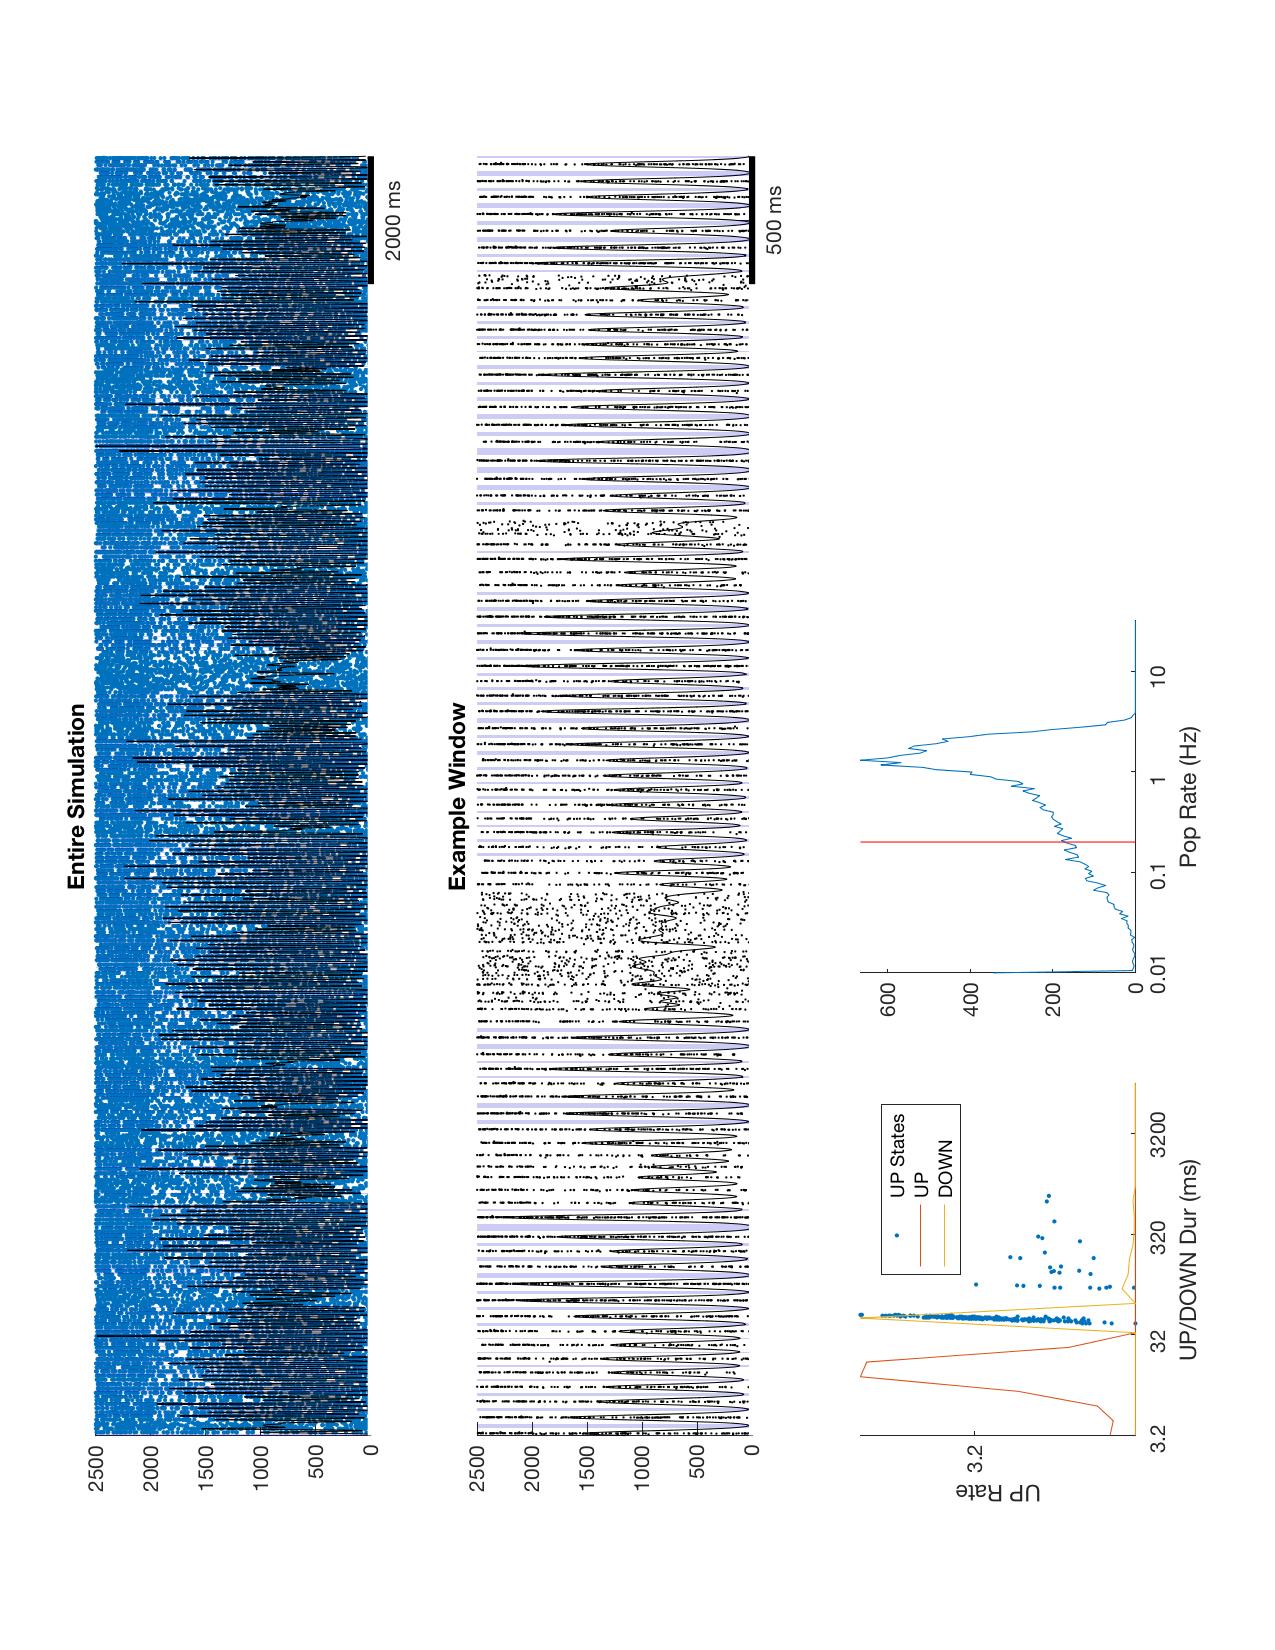 Entire Simulation
2500
2000
1500
1000
500
0
2000 ms
Example Window
2500
2000
1500
1000
500
0
500 ms
UP Rate
3.2
UP States
UP
DOWN
3.2 32 320 3200
UP/DOWN Dur (ms)
600
400
200
0
0.01 0.1 1 10
Pop Rate (Hz)